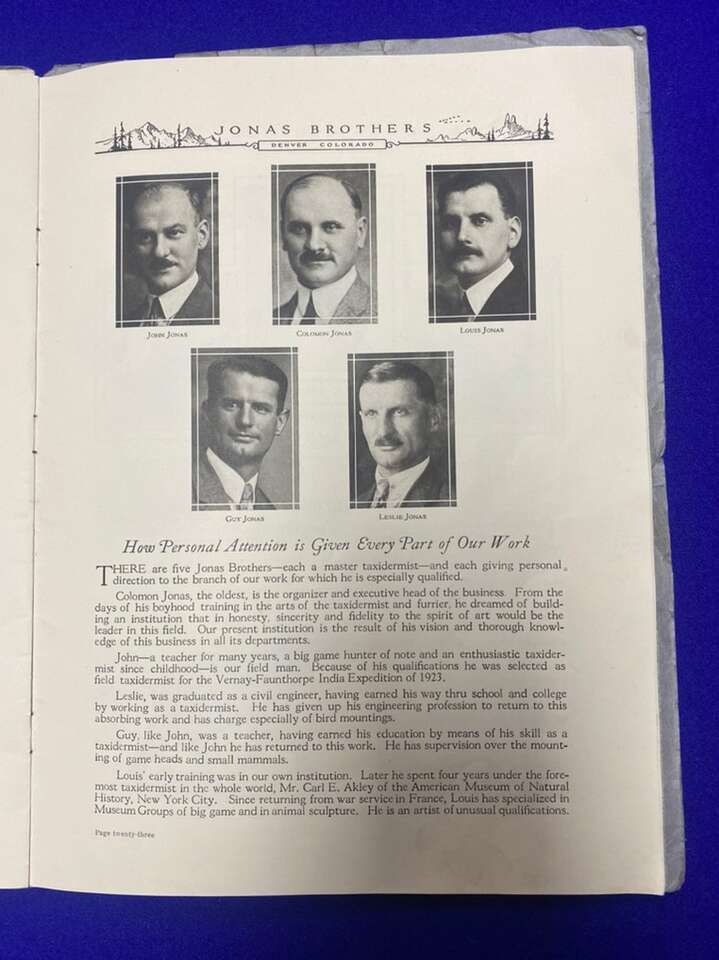 JONAS BROTHERS
DENVER COLORADO
JOHN JONAS
COLOMON JONAS
LOUIS JONAS
GUY JONAS
LESLIE JONAS
How Personal Attention is Given Every Part of Our Work
THERE are five Jonas Brothers—each a master taxidermist—and each giving personal
direction to the branch of our work for which he is especially qualified.
Colomon Jonas, the oldest, is the organizer and executive head of the business. From the
days of his boyhood training in the arts of the taxidermist and furrier, he dreamed of build-
ing an institution that in honesty, sincerity and fidelity to the spirit of art would be the
leader in this field. Our present institution is the result of his vision and thorough knowl-
edge of this business in all its departments.
John—a teacher for many years, a big game hunter of note and an enthusiastic taxider-
mist since childhood—is our field man. Because of his qualifications he was selected as
field taxidermist for the Vernay-Faunthorpe India Expedition of 1923.
Leslie, was graduated as a civil engineer, having earned his way thru school and college
by working as a taxidermist. He has given up his engineering profession to return to this
absorbing work and has charge especially of bird mountings.
Guy, like John, was a teacher, having earned his education by means of his skill as a
taxidermist—and like John he has returned to this work. He has supervision over the mount-
ing of game heads and small mammals.
Louis' early training was in our own institution. Later he spent four years under the fore-
most taxidermist in the whole world, Mr. Carl E. Akley of the American Museum of Natural
History, New York City. Since returning from war service in France, Louis has specialized in
Museum Groups of big game and in animal sculpture. He is an artist of unusual qualifications.
Page twenty-three